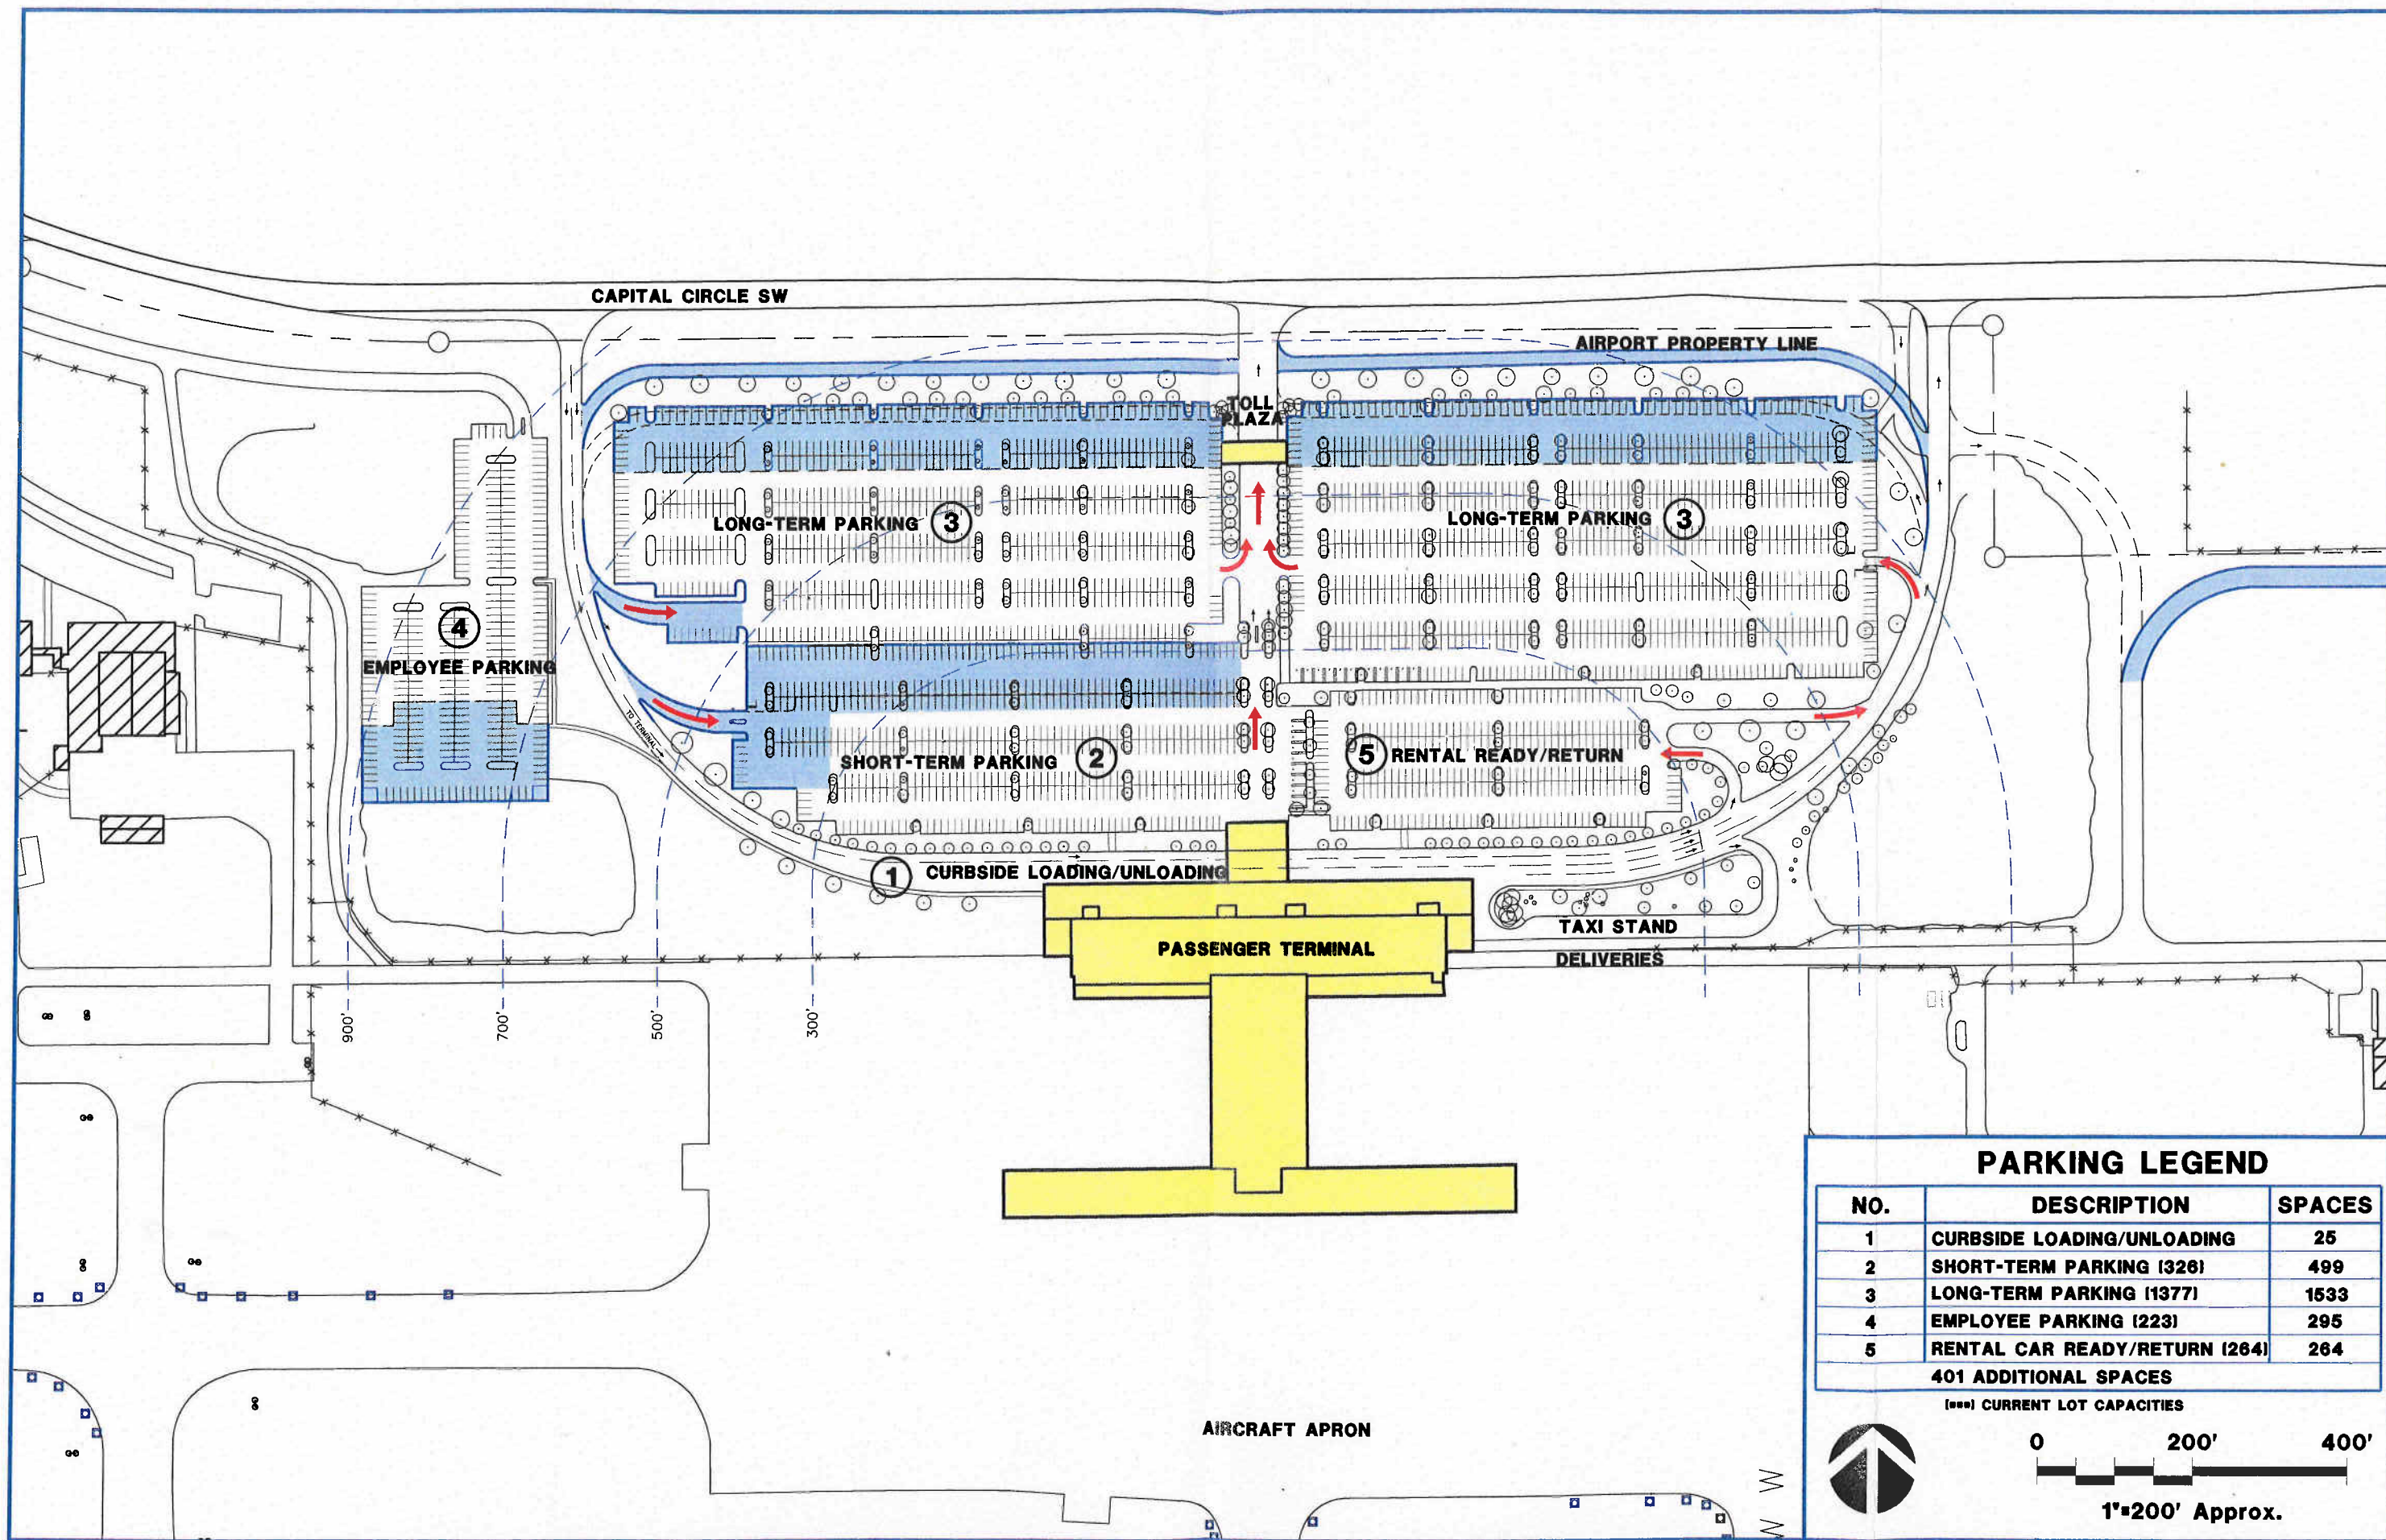 CAPITAL CIRCLE SW
AIRPORT PROPERTY LINE
TOLL
PLAZA
LONG-TERM PARKING 3
LONG-TERM PARKING 3
4
EMPLOYEE PARKING
TO TERMINAL
SHORT-TERM PARKING 2
5 RENTAL READY/RETURN
1 CURBSIDE LOADING/UNLOADING
TAXI STAND
PASSENGER TERMINAL
DELIVERIES
900'
700'
500'
300'
AIRCRAFT APRON
PARKING LEGEND
NO. DESCRIPTION SPACES
1 CURBSIDE LOADING/UNLOADING 25
2 SHORT-TERM PARKING (326) 499
3 LONG-TERM PARKING (1377) 1533
4 EMPLOYEE PARKING (223) 295
5 RENTAL CAR READY/RETURN (264) 264
401 ADDITIONAL SPACES
(***) CURRENT LOT CAPACITIES
0 200' 400'
1"=200' Approx.